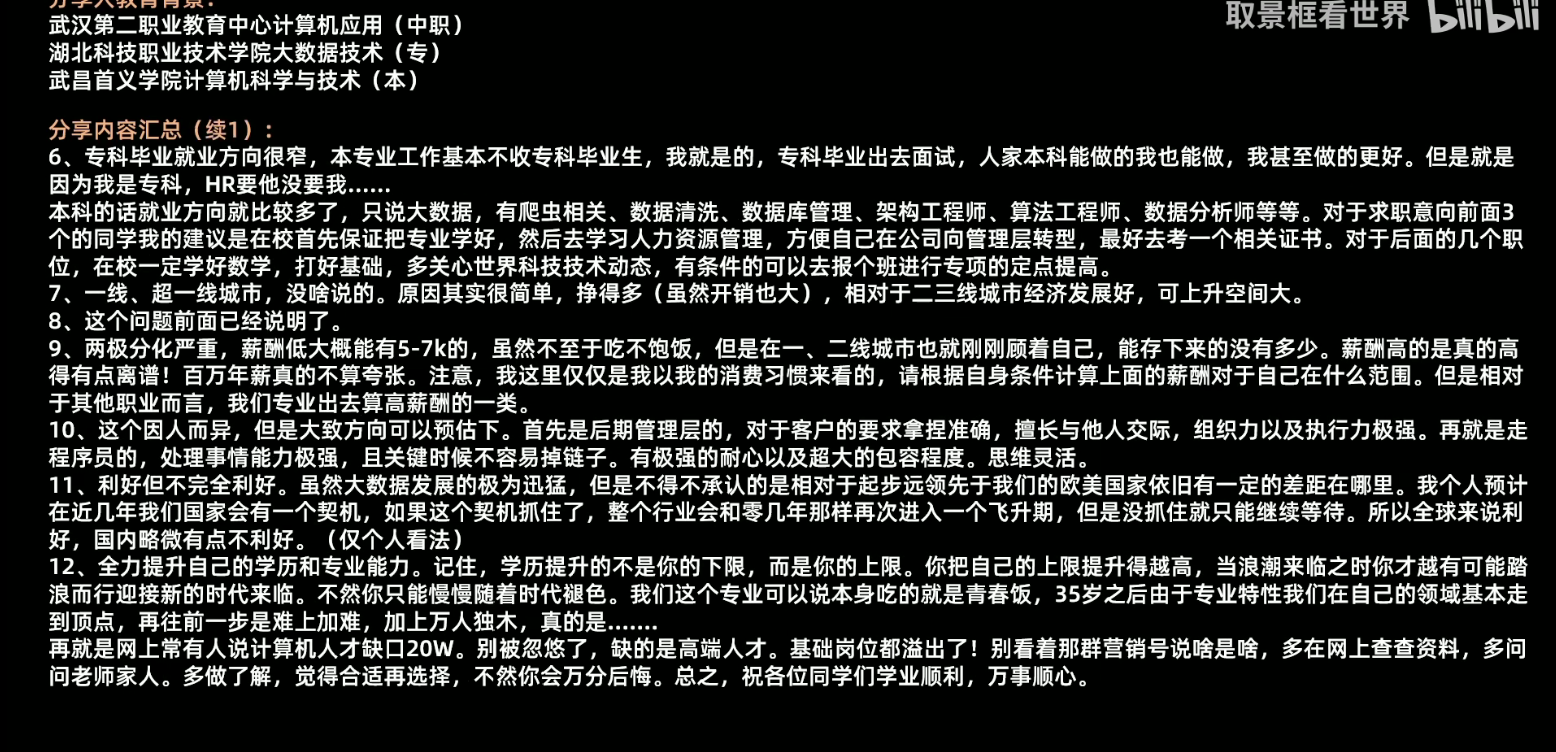 分享人教育背景：
取景框看世界 bilibili
武汉第二职业教育中心计算机应用（中职）
湖北科技职业技术学院大数据技术（专）
武昌首义学院计算机科学与技术（本）
分享内容汇总（续1）：
6、专科毕业就业方向很窄，本专业工作基本不收专科毕业生，我就是的，专科毕业出去面试，人家本科能做的我也能做，我甚至做的更好。但是就是
因为我是专科，HR要他没要我......
本科的话就业方向就比较多了，只说大数据，有爬虫相关、数据清洗、数据库管理、架构工程师、算法工程师、数据分析师等等。对于求职意向前面3
个的同学我的建议是在校首先保证把专业学好，然后去学习人力资源管理，方便自己在公司向管理层转型，最好去考一个相关证书。对于后面的几个职
位，在校一定学好数学，打好基础，多关心世界科技技术动态，有条件的可以去报个班进行专项的定点提高。
7、一线、超一线城市，没啥说的。原因其实很简单，挣得多（虽然开销也大），相对于二三线城市经济发展好，可上升空间大。
8、这个问题前面已经说明了。
9、两极分化严重，薪酬低大概能有5-7k的，虽然不至于吃不饱饭，但是在一、二线城市也就刚刚顾着自己，能存下来的没有多少。薪酬高的是真的高
得有点离谱！百万年薪真的不算夸张。注意，我这里仅仅是我以我的消费习惯来看的，请根据自身条件计算上面的薪酬对于自己在什么范围。但是相对
于其他职业而言，我们专业出去算高薪酬的一类。
10、这个因人而异，但是大致方向可以预估下。首先是后期管理层的，对于客户的要求拿捏准确，擅长与他人交际，组织力以及执行力极强。再就是走
程序员的，处理事情能力极强，且关键时候不容易掉链子。有极强的耐心以及超大的包容程度。思维灵活。
11、利好但不完全利好。虽然大数据发展的极为迅猛，但是不得不承认的是相对于起步远领先于我们的欧美国家依旧有一定的差距在哪里。我个人预计
在近几年我们国家会有一个契机，如果这个契机抓住了，整个行业会和零几年那样再次进入一个飞升期，但是没抓住就只能继续等待。所以全球来说利
好，国内略微有点不利好。（仅个人看法）
12、全力提升自己的学历和专业能力。记住，学历提升的不是你的下限，而是你的上限。你把自己的上限提升得越高，当浪潮来临之时你才越有可能踏
浪而行迎接新的时代来临。不然你只能慢慢随着时代褪色。我们这个专业可以说本身吃的就是青春饭，35岁之后由于专业特性我们在自己的领域基本走
到顶点，再往前一步是难上加难，加上万人独木，真的是.......
再就是网上常有人说计算机人才缺口20W。别被忽悠了，缺的是高端人才。基础岗位都溢出了！别看着那群营销号说啥是啥，多在网上查查资料，多问
问老师家人。多做了解，觉得合适再选择，不然你会万分后悔。总之，祝各位同学们学业顺利，万事顺心。